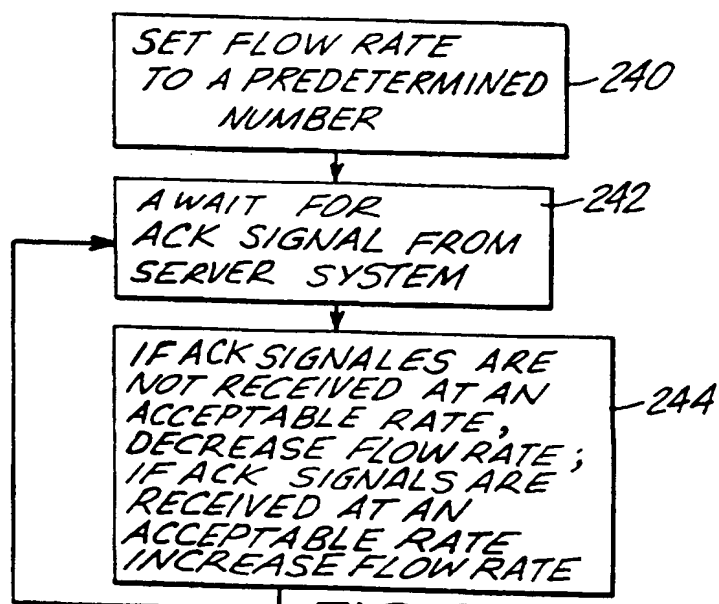 SET FLOW RATE
TO A PREDETERMINED
NUMBER
240
AWAIT FOR
ACK SIGNAL FROM
SERVER SYSTEM
242
IF ACK SIGNALES ARE
NOT RECEIVED AT AN
ACCEPTABLE RATE,
DECREASE FLOW RATE;
IF ACK SIGNALS ARE
RECEIVED AT AN
ACCEPTABLE RATE
INCREASE FLOW RATE
244